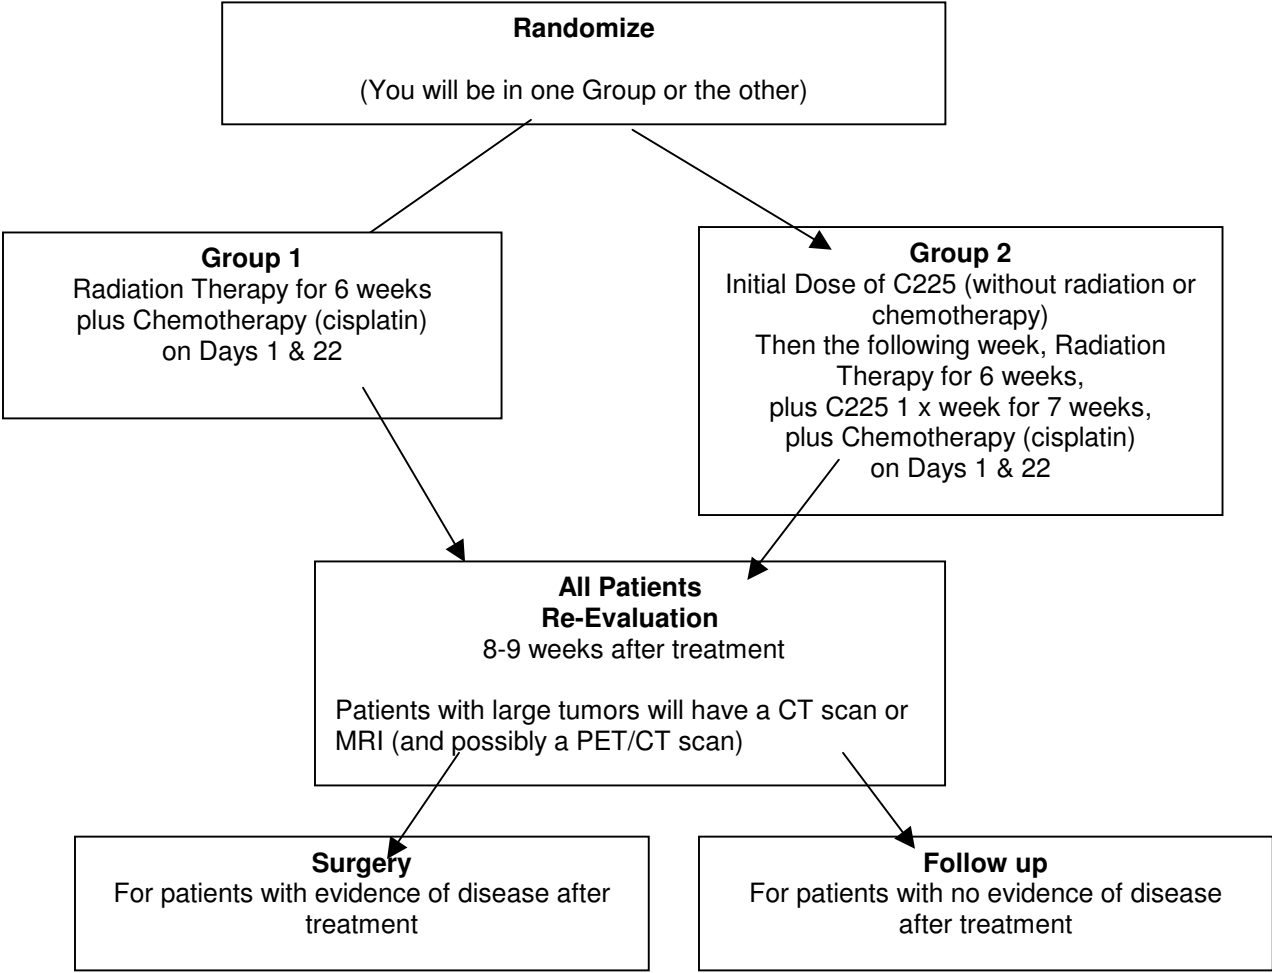 Randomize
(You will be in one Group or the other)
Group 1
Radiation Therapy for 6 weeks
plus Chemotherapy (cisplatin)
on Days 1 & 22
Group 2
Initial Dose of C225 (without radiation or
chemotherapy)
Then the following week, Radiation
Therapy for 6 weeks,
plus C225 1 x week for 7 weeks,
plus Chemotherapy (cisplatin)
on Days 1 & 22
All Patients
Re-Evaluation
8-9 weeks after treatment
Patients with large tumors will have a CT scan or
MRI (and possibly a PET/CT scan)
Surgery
For patients with evidence of disease after
treatment
Follow up
For patients with no evidence of disease
after treatment